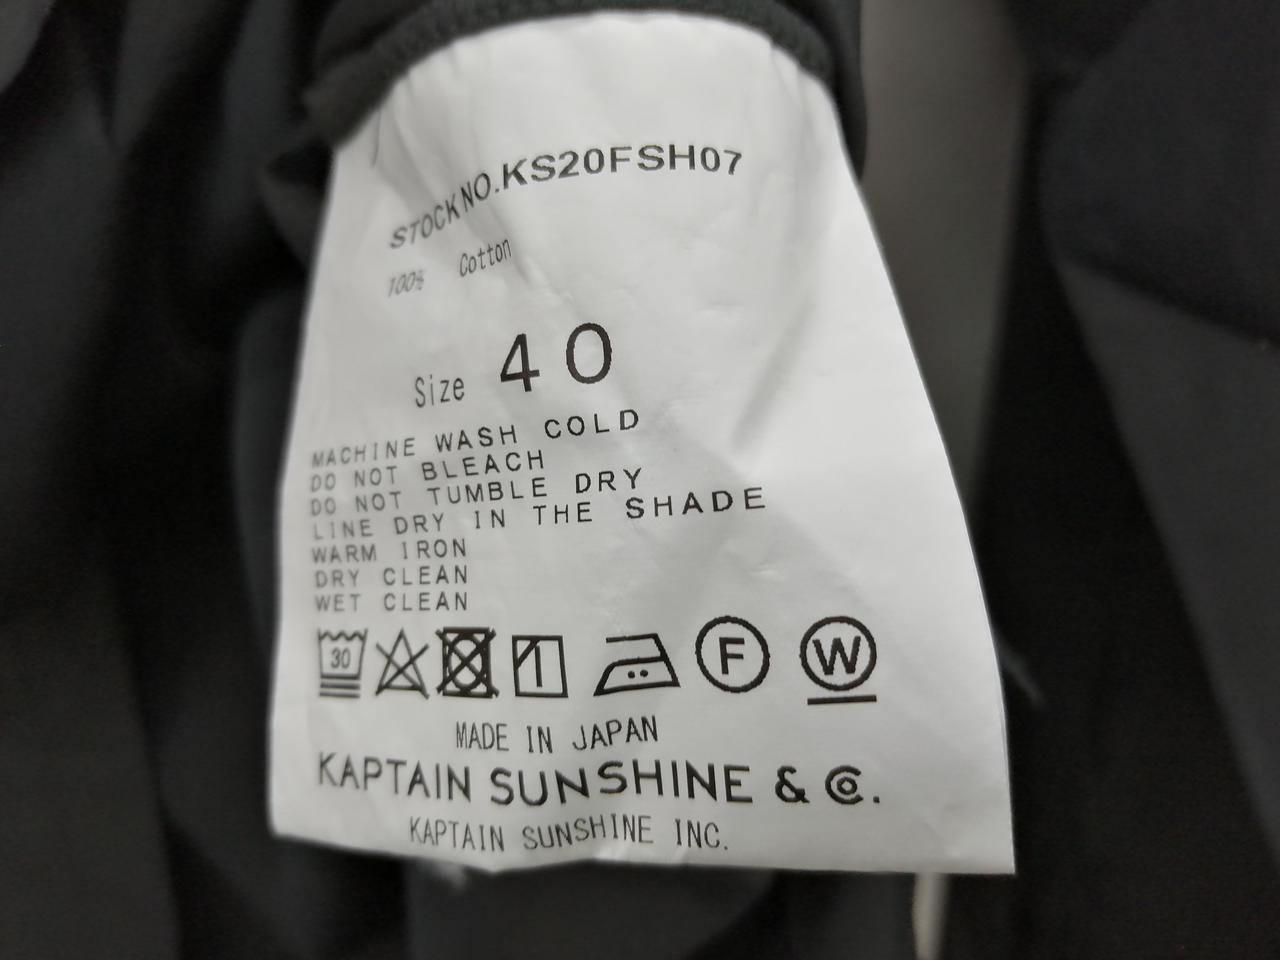 STOCK NO.KS20FSH07
100% Cotton
Size 40
MACHINE WASH COLD
DO NOT BLEACH
DO NOT TUMBLE DRY
LINE DRY IN THE SHADE
WARM IRON
DRY CLEAN
WET CLEAN
30 F W
MADE IN JAPAN
KAPTAIN SUNSHINE & Co.
KAPTAIN SUNSHINE INC.